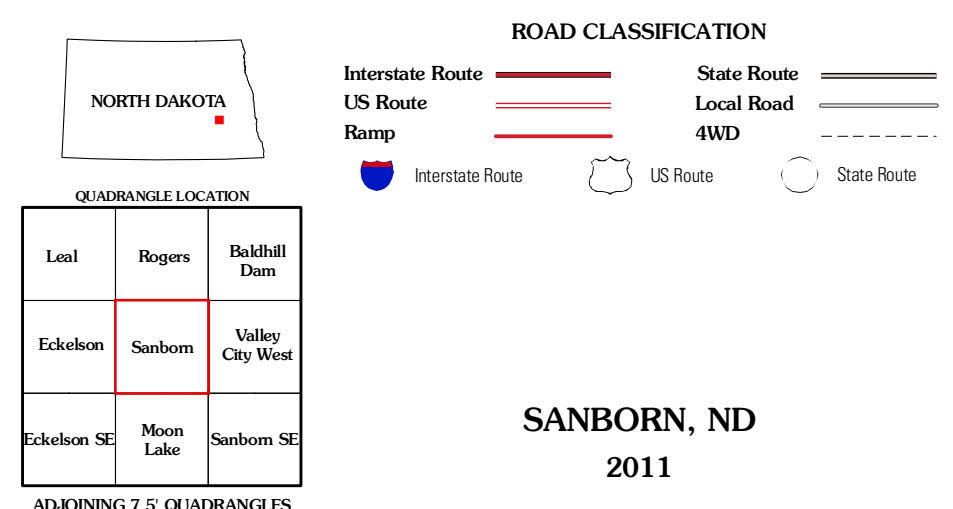 NORTH DAKOTA
QUADRANGLE LOCATION
Leal
Rogers
Baldhill
Dam
Eckelson
Sanborn
Valley
City West
Eckelson SE
Moon
Lake
Sanborn SE
ADJOINING 7.5' QUADRANGLES
ROAD CLASSIFICATION
Interstate Route
State Route
US Route
Local Road
Ramp
4WD
Interstate Route
US Route
State Route
SANBORN, ND
2011